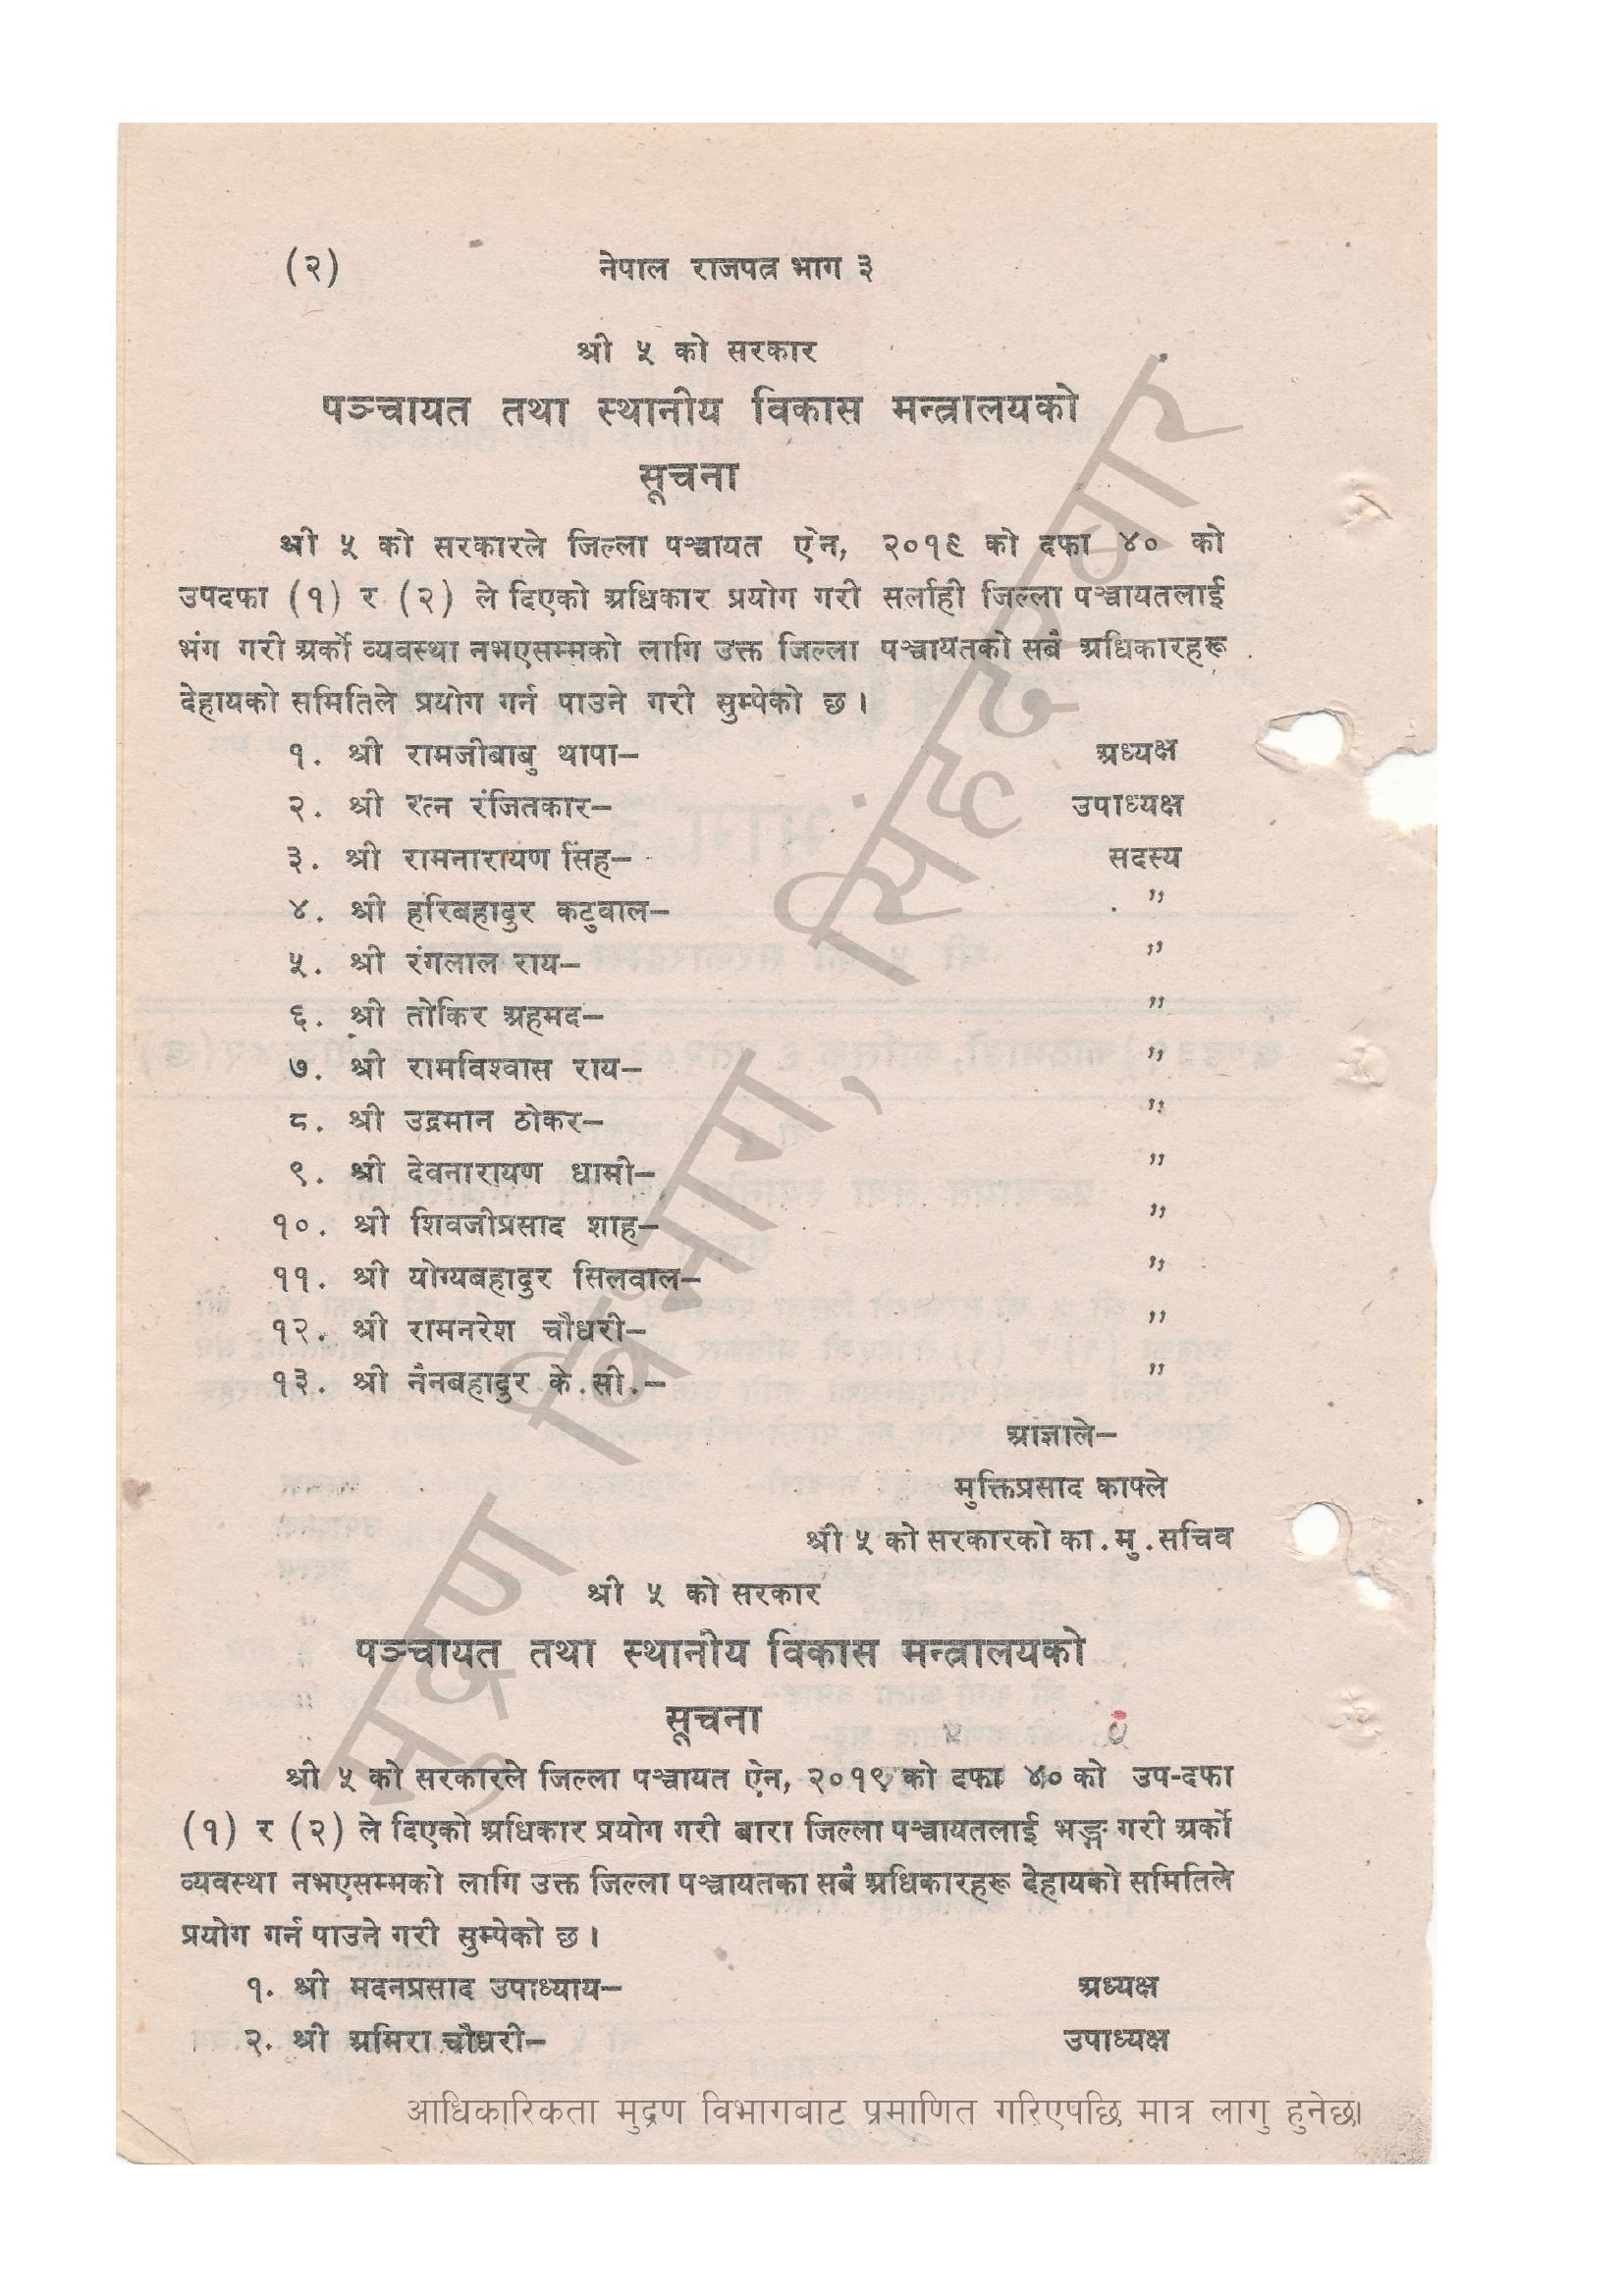 (२) नेपाल राजपत्र भाग ३
श्री ५ को सरकार
पञ्चायत तथा स्थानीय विकास मन्त्रालयको
सूचना
श्री ५ को सरकारले जिल्ला पञ्चायत ऐन, २०१९ को दफा ४० को
उपदफा (१) र (२) ले दिएको अधिकार प्रयोग गरी सर्लाही जिल्ला पञ्चायतलाई
भंग गरी अर्को व्यवस्था नभएसम्मको लागि उक्त जिल्ला पञ्चायतको सबै अधिकारहरू
देहायको समितिले प्रयोग गर्न पाउने गरी सुम्पेको छ ।
१. श्री रामजीबाबु थापा– अध्यक्ष
२. श्री रत्न रंजितकार– उपाध्यक्ष
३. श्री रामनारायण सिंह– सदस्य
४. श्री हरिबहादुर कटुवाल– ”
५. श्री रंगलाल राय– ”
६. श्री तोकिर अहमद– ”
७. श्री रामविश्वास राय– ”
८. श्री उद्रमान ठोकर– ”
९. श्री देवनारायण धामी– ”
१०. श्री शिवजीप्रसाद शाह– ”
११. श्री योग्यबहादुर सिलवाल– ”
१२. श्री रामनरेश चौधरी– ”
१३. श्री नैनबहादुर के.सी.– ”
आज्ञाले–
मुक्तिप्रसाद काफ्ले
श्री ५ को सरकारको का.मु.सचिव
श्री ५ को सरकार
पञ्चायत तथा स्थानीय विकास मन्त्रालयको
सूचना
श्री ५ को सरकारले जिल्ला पञ्चायत ऐन, २०१९ को दफा ४० को उप-दफा
(१) र (२) ले दिएको अधिकार प्रयोग गरी बारा जिल्ला पञ्चायतलाई भङ्ग गरी अर्को
व्यवस्था नभएसम्मको लागि उक्त जिल्ला पञ्चायतका सबै अधिकारहरू देहायको समितिले
प्रयोग गर्न पाउने गरी सुम्पेको छ ।
१. श्री मदनप्रसाद उपाध्याय– अध्यक्ष
२. श्री अमिरा चौधरी– उपाध्यक्ष
मुद्रण विभाग, सिंहदरवार
आधिकारिकता मुद्रण विभागबाट प्रमाणित गरिएपछि मात्र लागु हुनेछ।